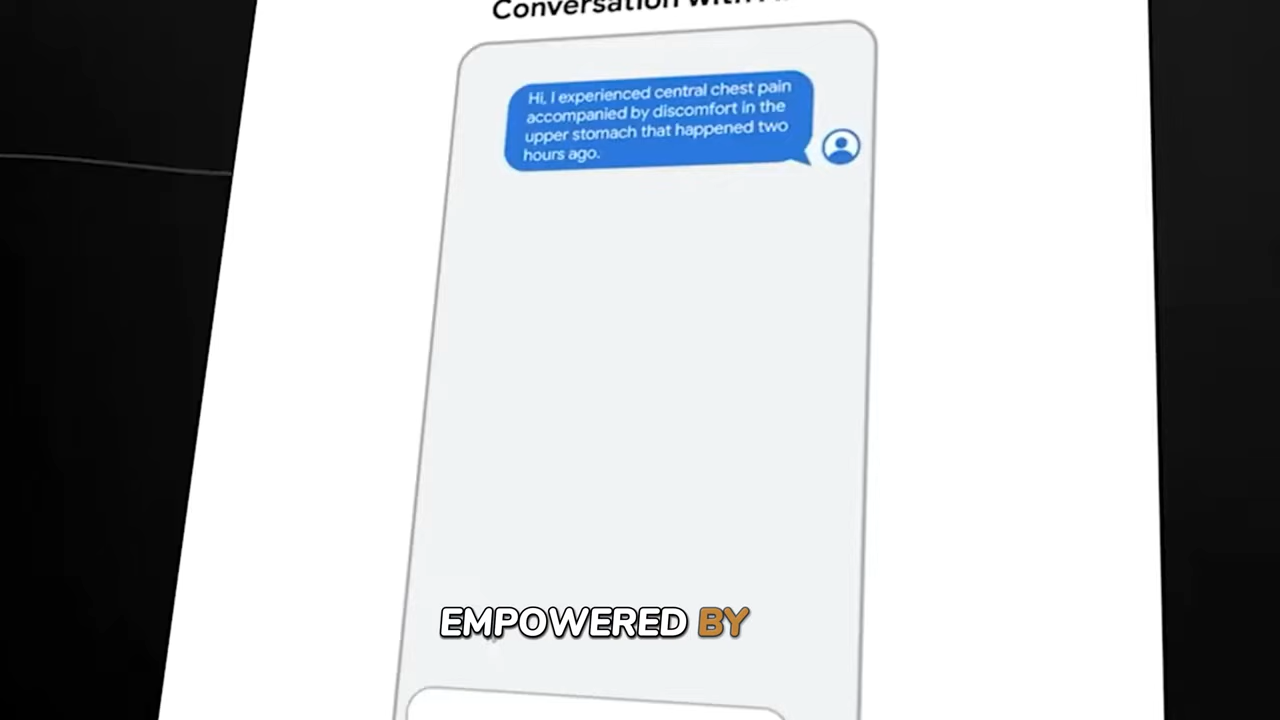 Conversation with
Hi, I experienced central chest pain
accompanied by discomfort in the
upper stomach that happened two
hours ago.
EMPOWERED BY